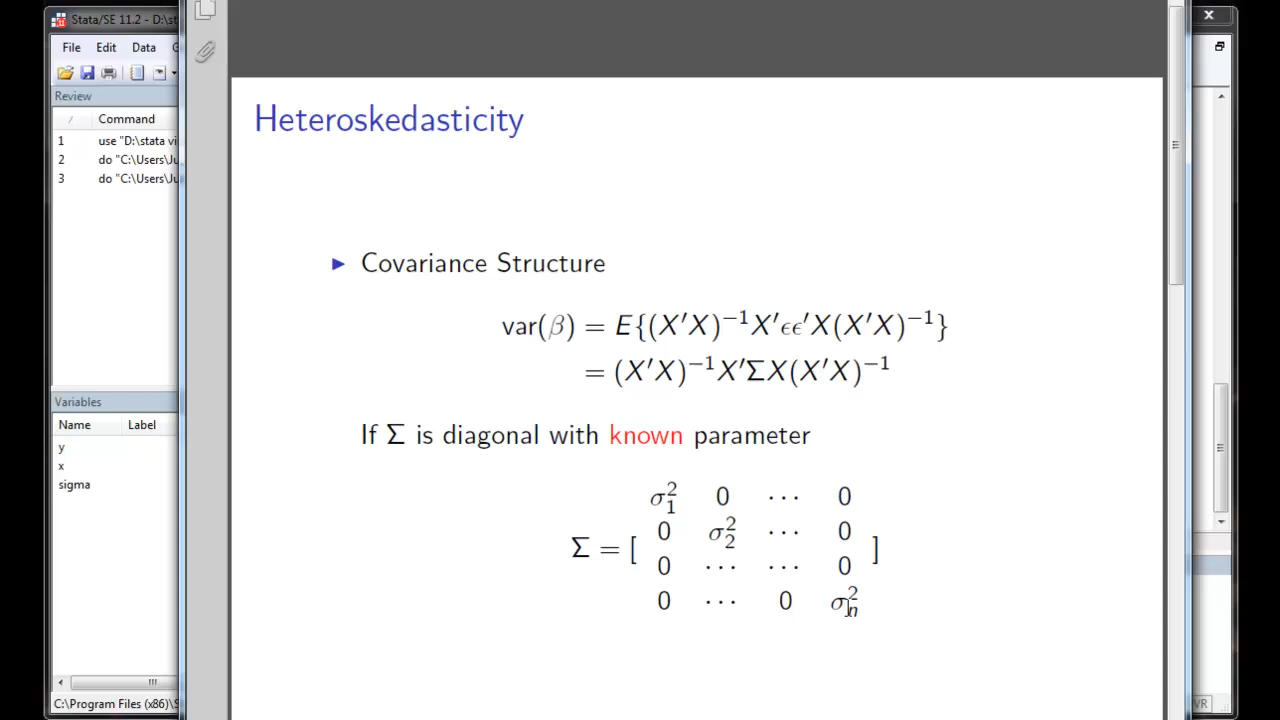 Stata/SE 11.2 - D:\st
File Edit Data G
Review
Command
1 use "D:\stata vi
2 do "C:\Users\Ju
3 do "C:\Users\Ju
Variables
Name Label
y
x
sigma
C:\Program Files (x86)\S
VR
Heteroskedasticity
▶ Covariance Structure
var(β) = E{(X′X)⁻¹X′ϵϵ′X(X′X)⁻¹}
= (X′X)⁻¹X′ΣX(X′X)⁻¹
If Σ is diagonal with known parameter
σ₁² 0 ⋯ 0
0 σ₂² ⋯ 0
Σ = [ ]
0 ⋯ ⋯ 0
0 ⋯ 0 σₙ²